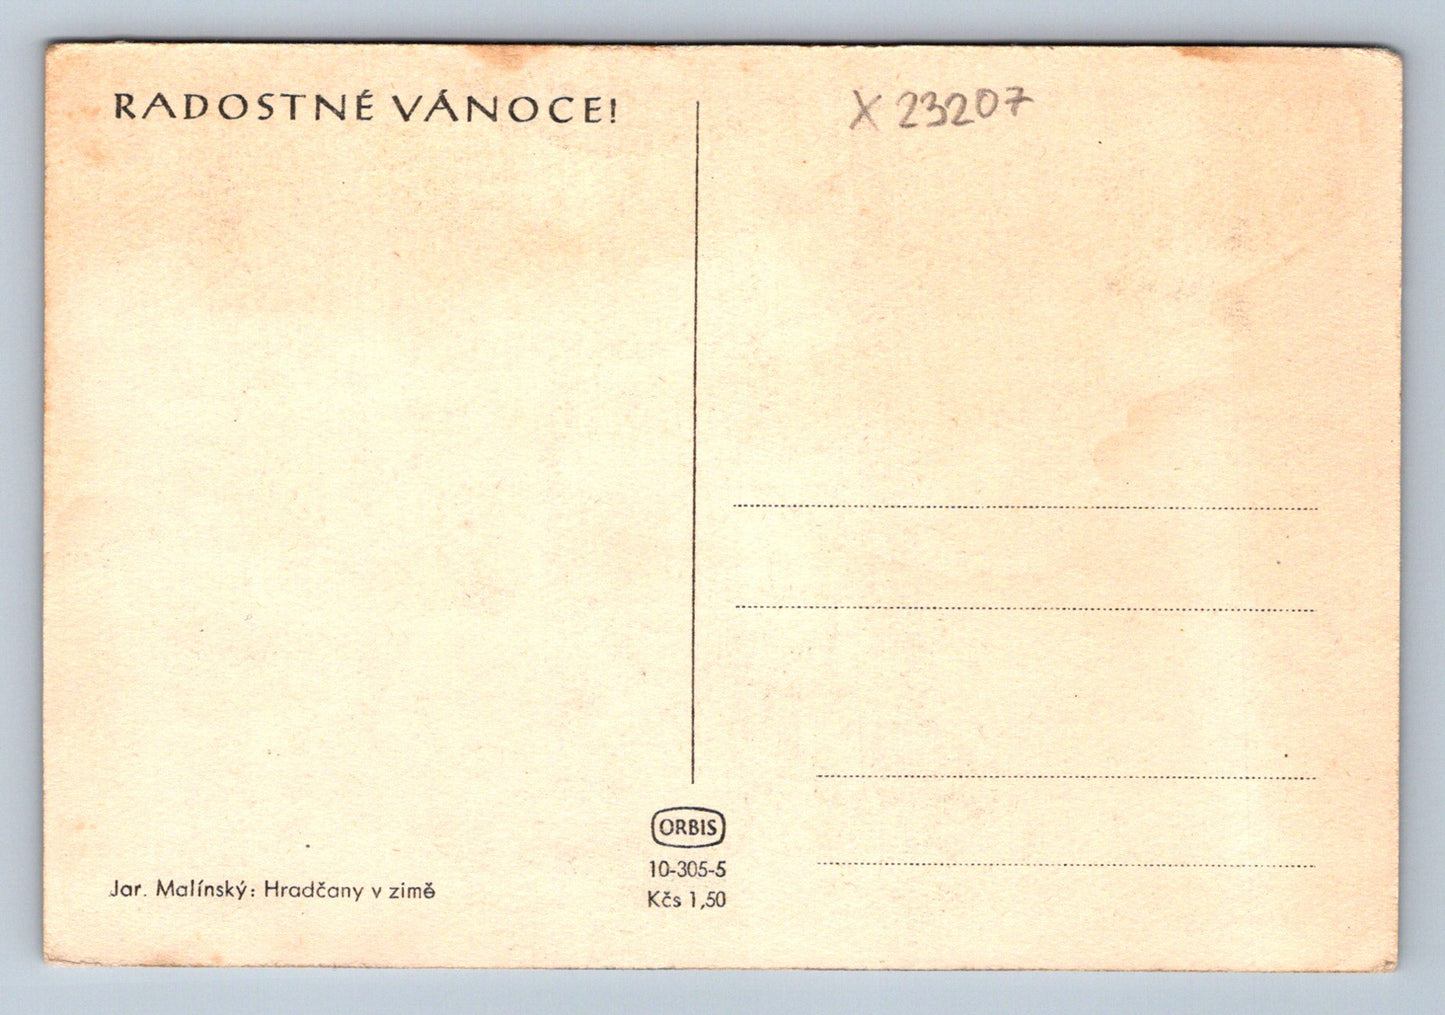 RADOSTNÉ VÁNOCE!
X 23207
ORBIS
10-305-5
Kčs 1,50
Jar. Malínský: Hradčany v zimě